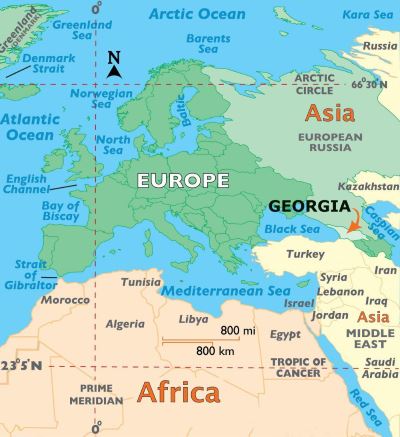 0°
Arctic Ocean
Kara Sea
Greenland
(DENMARK)
Greenland
Sea
Barents
Sea
Russia
Denmark
Strait
N
ARCTIC
CIRCLE
66°30 N
Norwegian
Sea
Asia
EUROPEAN
RUSSIA
Atlantic
Ocean
North
Sea
Baltic
English
Channel
EUROPE
Kazakhstan
Bay of
Biscay
GEORGIA
Caspian
Sea
Black Sea
Strait of
Gibraltar
Turkey
Iran
Tunisia
Syria
Mediterranean Sea
Lebanon
Morocco
Israel
Iraq
Jordan
Asia
Algeria
Libya
800 mi
800 km
Egypt
MIDDLE
EAST
23°5'N
TROPIC OF
CANCER
Saudi
Arabia
PRIME
MERIDIAN
Africa
Red Sea
0°